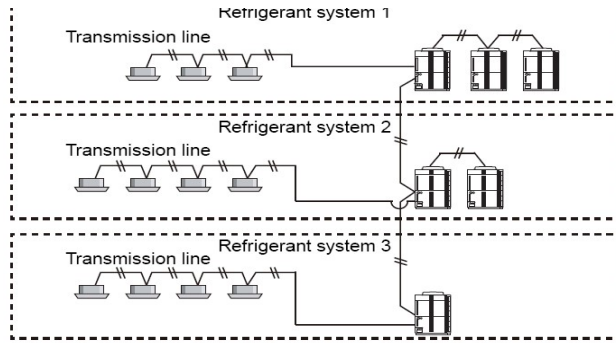 Refrigerant system 1
Transmission line
Refrigerant system 2
Transmission line
Refrigerant system 3
Transmission line